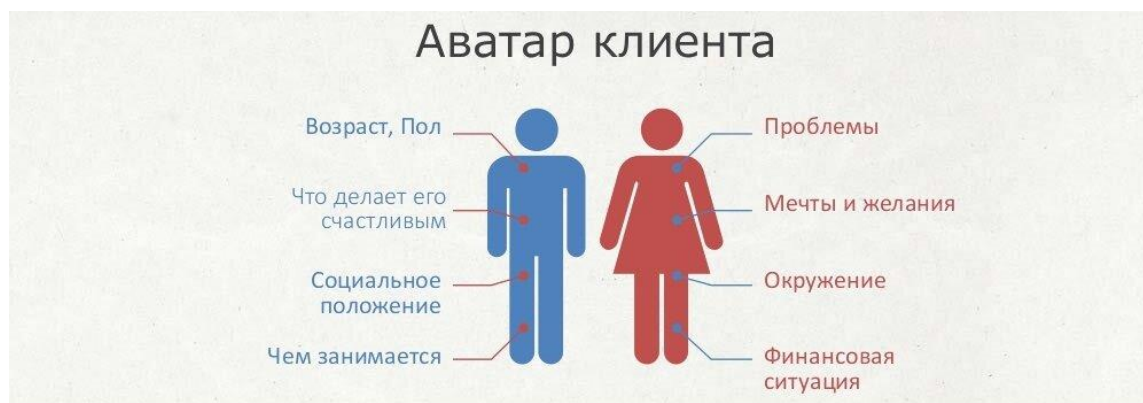 Аватар клиента
Возраст, Пол
Что делает его
счастливым
Социальное
положение
Чем занимается
Проблемы
Мечты и желания
Окружение
Финансовая
ситуация